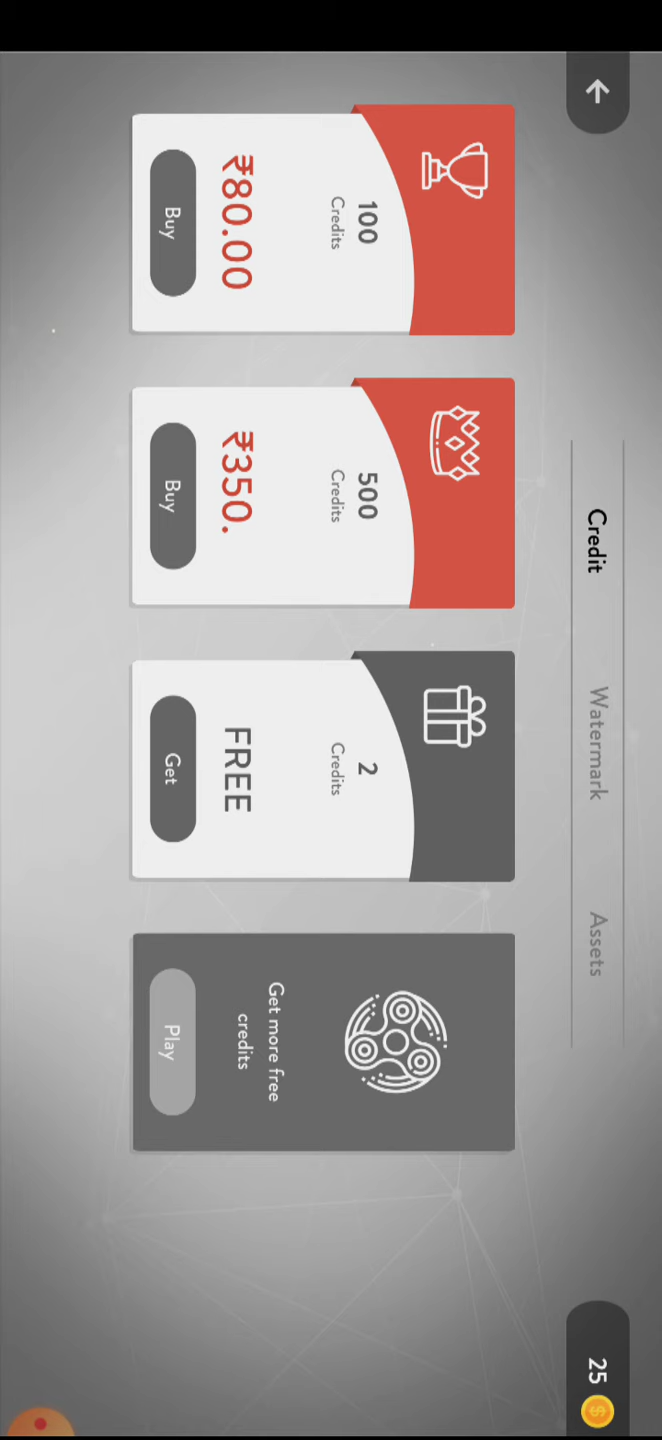 Credit
Watermark
Assets
25
100
Credits
₹80.00
Buy
500
Credits
₹350.
Buy
2
Credits
FREE
Get
Get more free
credits
Play